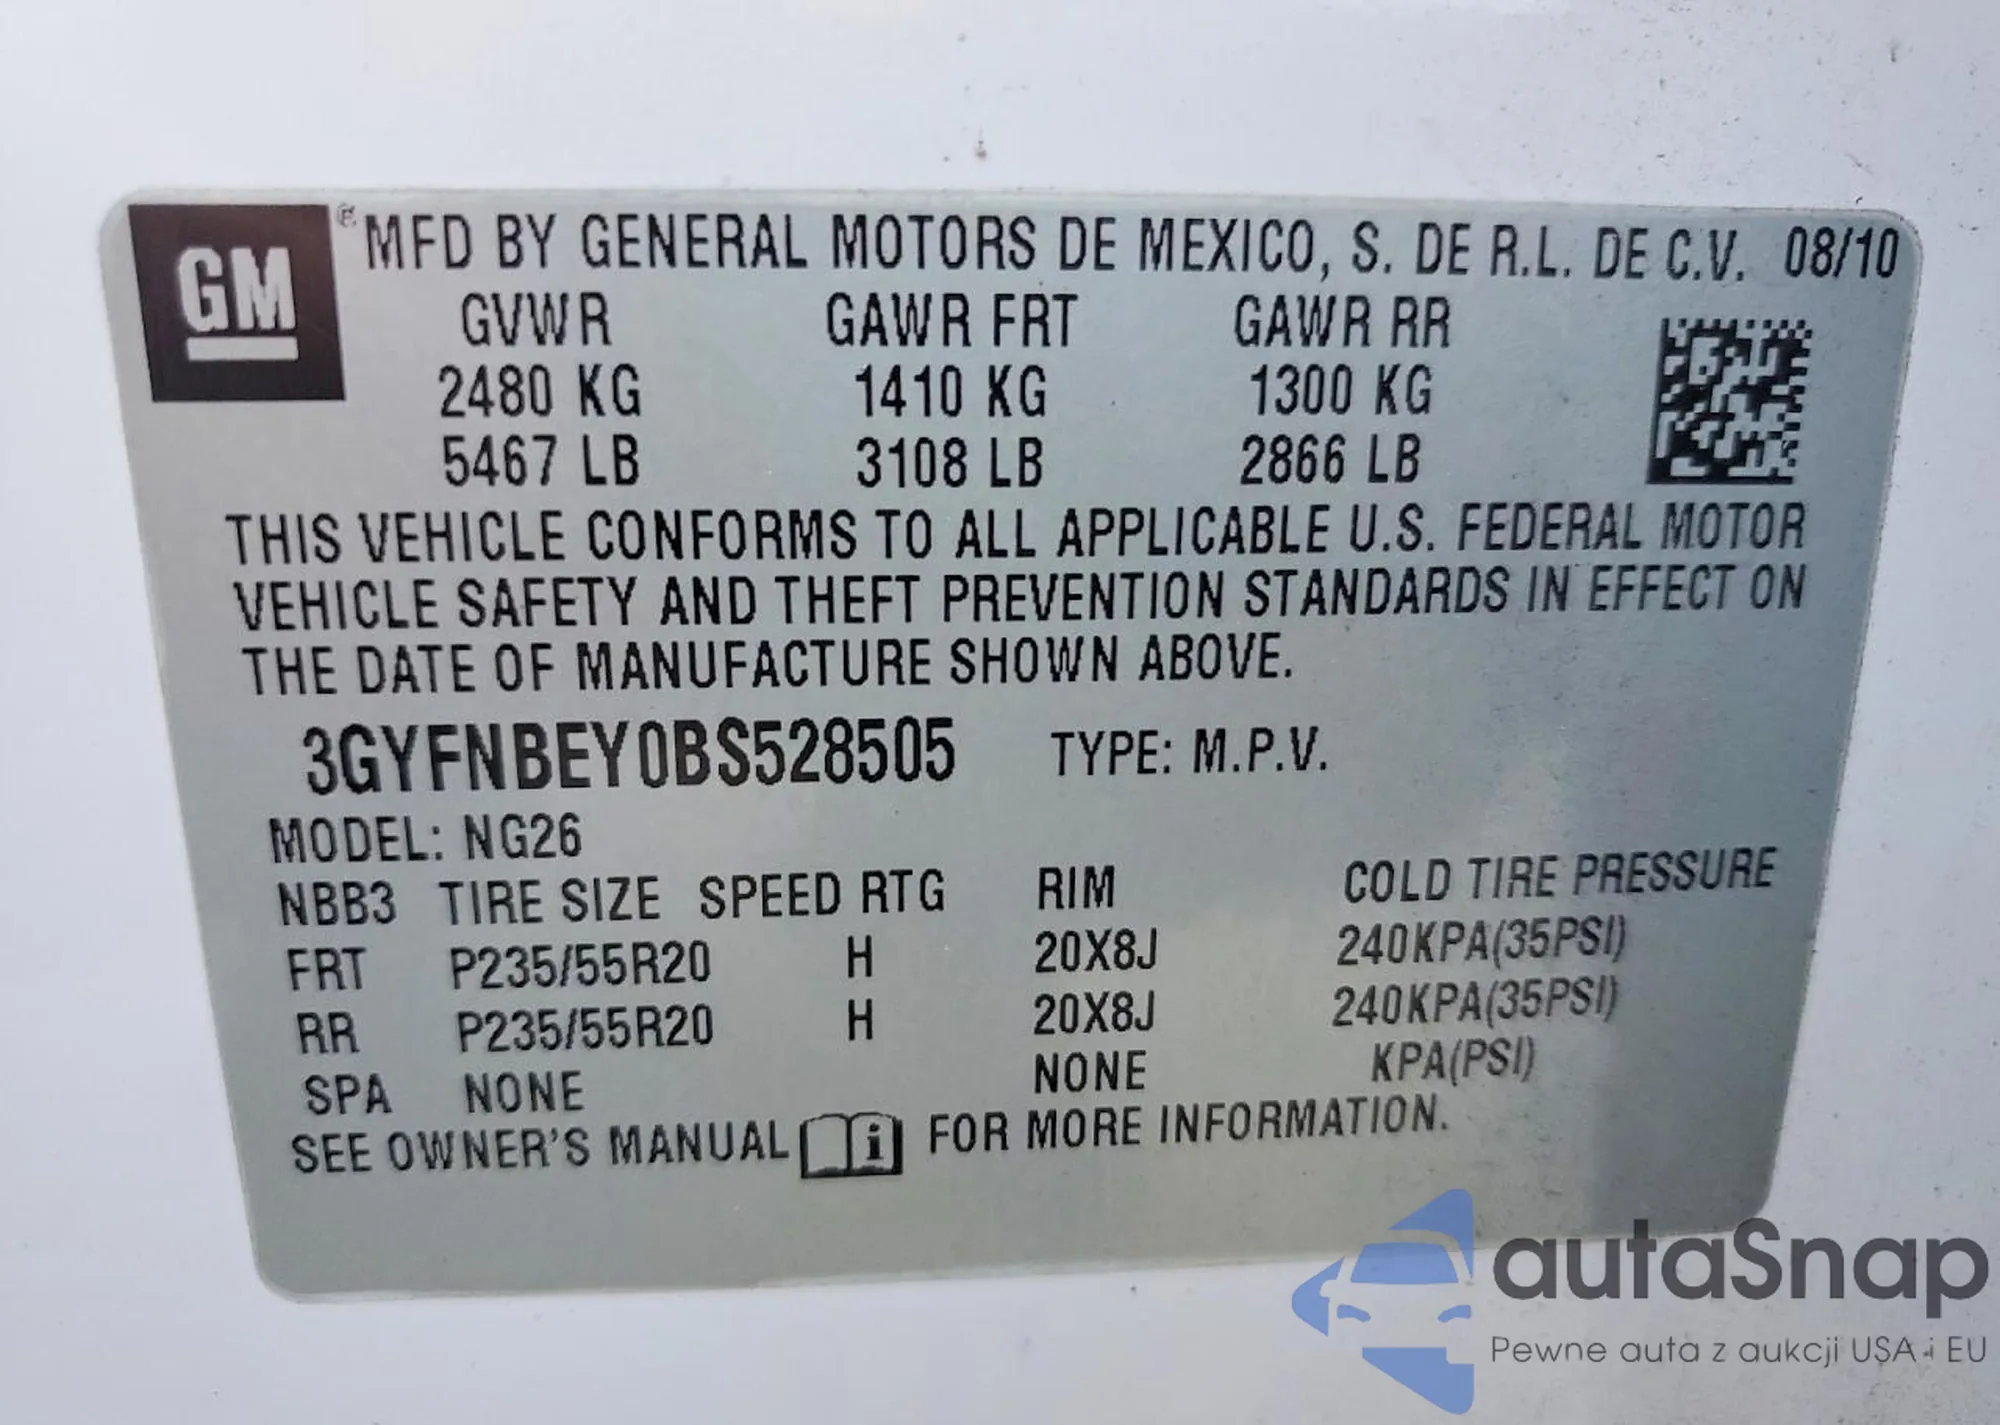 GM
® MFD BY GENERAL MOTORS DE MEXICO, S. DE R.L. DE C.V. 08/10
GVWR GAWR FRT GAWR RR
2480 KG 1410 KG 1300 KG
5467 LB 3108 LB 2866 LB
THIS VEHICLE CONFORMS TO ALL APPLICABLE U.S. FEDERAL MOTOR
VEHICLE SAFETY AND THEFT PREVENTION STANDARDS IN EFFECT ON
THE DATE OF MANUFACTURE SHOWN ABOVE.
3GYFNBEY0BS528505 TYPE: M.P.V.
MODEL: NG26
NBB3 TIRE SIZE SPEED RTG RIM COLD TIRE PRESSURE
FRT P235/55R20 H 20X8J 240KPA(35PSI)
RR P235/55R20 H 20X8J 240KPA(35PSI)
SPA NONE NONE KPA(PSI)
SEE OWNER'S MANUAL i FOR MORE INFORMATION.
autaSnap
Pewne auta z aukcji USA i EU